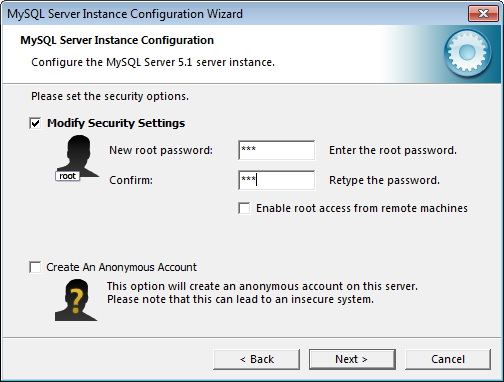 MySQL Server Instance Configuration Wizard
MySQL Server Instance Configuration
Configure the MySQL Server 5.1 server instance.
Please set the security options.
Modify Security Settings
New root password: *** Enter the root password.
root
Confirm: *** Retype the password.
Enable root access from remote machines
Create An Anonymous Account
This option will create an anonymous account on this server.
Please note that this can lead to an insecure system.
< Back Next > Cancel